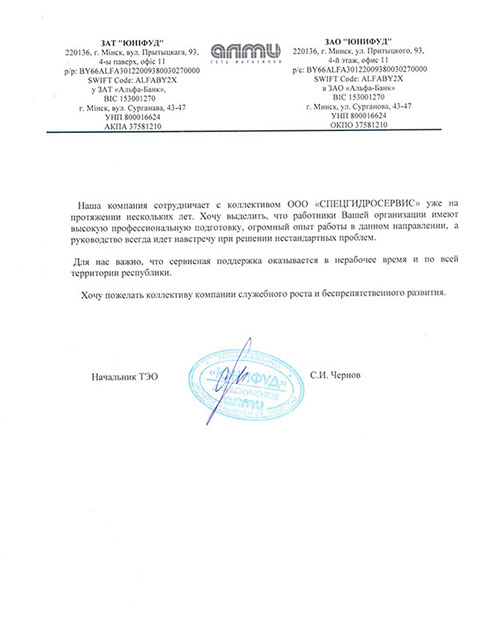 ЗАТ "ЮНІФУД"
220136, г. Мінск, вул. Прытыцкага, 93,
4-ы паверх, офіс 11
р/р: BY66ALFA30122009380030270000
SWIFT Code: ALFABY2X
у ЗАТ «Альфа-Банк»,
BIC 153001270
г. Мінск, вул. Сурганава, 43-47
УНП 800016624
АКПА 37581210
алми
СЕТЬ МАГАЗИНОВ
ЗАО "ЮНИФУД"
220136, г. Минск, ул. Притыцкого, 93,
4-й этаж, офис 11
р/с: BY66ALFA30122009380030270000
SWIFT Code: ALFABY2X
в ЗАО «Альфа-Банк»
BIC 153001270
г. Минск, ул. Сурганова, 43-47
УНП 800016624
ОКПО 37581210
Наша компания сотрудничает с коллективом ООО «СПЕЦГИДРОСЕРВИС» уже на
протяжении нескольких лет. Хочу выделить, что работники Вашей организации имеют
высокую профессиональную подготовку, огромный опыт работы в данном направлении, а
руководство всегда идет навстречу при решении нестандартных проблем.
Для нас важно, что сервисная поддержка оказывается в нерабочее время и по всей
территории республики.
Хочу пожелать коллективу компании служебного роста и беспрепятственного развития.
Начальник ТЭО
«ЮНИФУД»
ДОКУМЕНТОВ
алми
С.И. Чернов